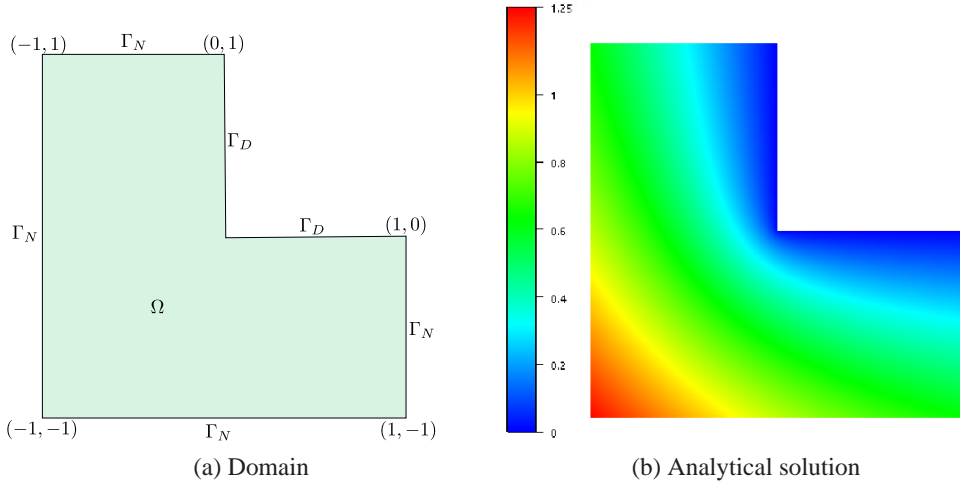 (−1, 1)
Γ_N
(0, 1)
Γ_D
Γ_N
Γ_D
(1, 0)
Ω
Γ_N
(−1, −1)
Γ_N
(1, −1)
(a) Domain
1.25
1
0.8
0.6
0.4
0.2
0
(b) Analytical solution